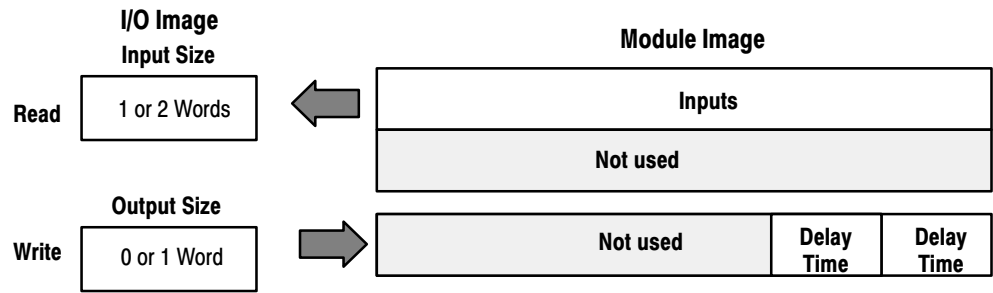 I/O Image
Input Size
Module Image
Read
1 or 2 Words
Inputs
Not used
Output Size
Write
0 or 1 Word
Not used
Delay
Time
Delay
Time